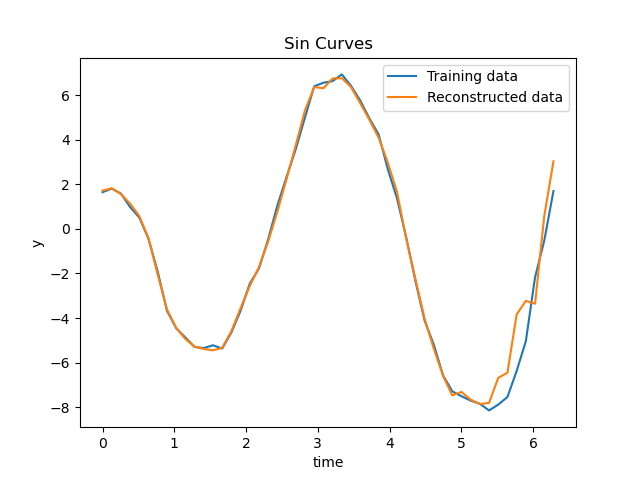 Sin Curves
Training data
Reconstructed data
6
4
2
0
−2
−4
−6
−8
y
0 1 2 3 4 5 6
time